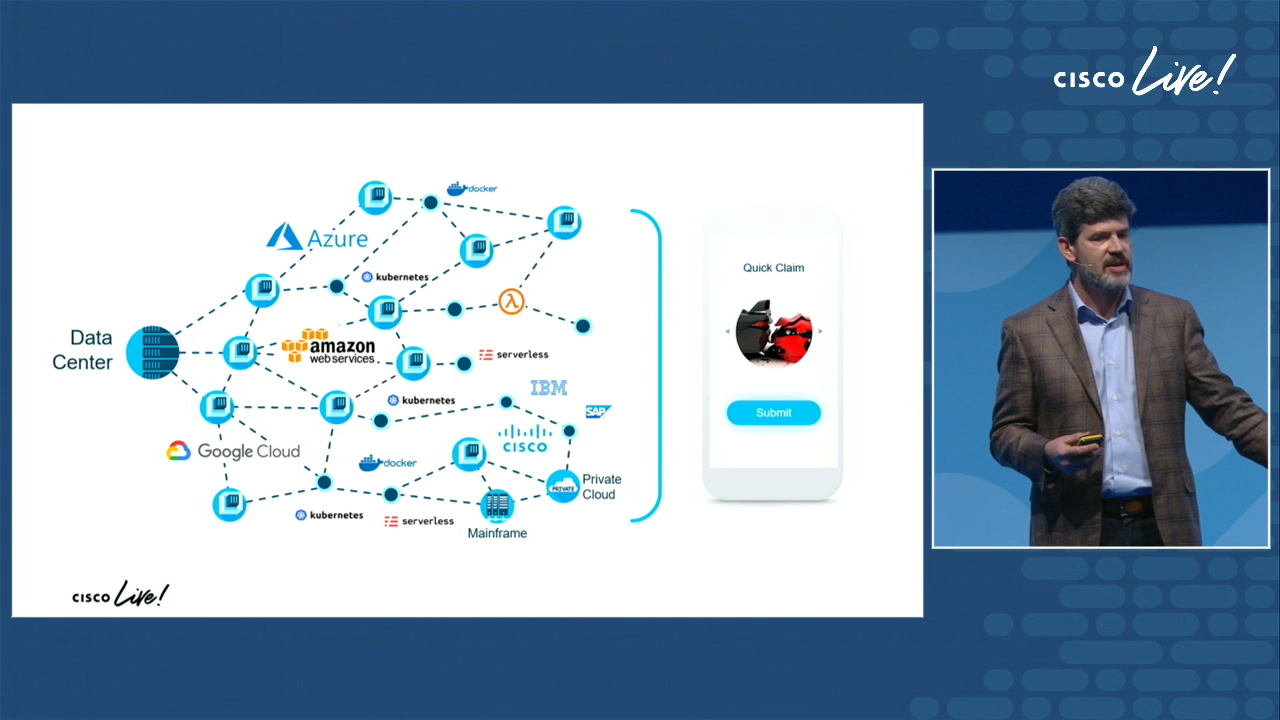 CISCO Live!
docker
Azure
kubernetes
Data
Center
amazon
web services
serverless
IBM
kubernetes
SAP
Google Cloud
CISCO
docker
PRIVATE
Private
Cloud
kubernetes
serverless
Mainframe
Quick Claim
Submit
CISCO Live!
λ